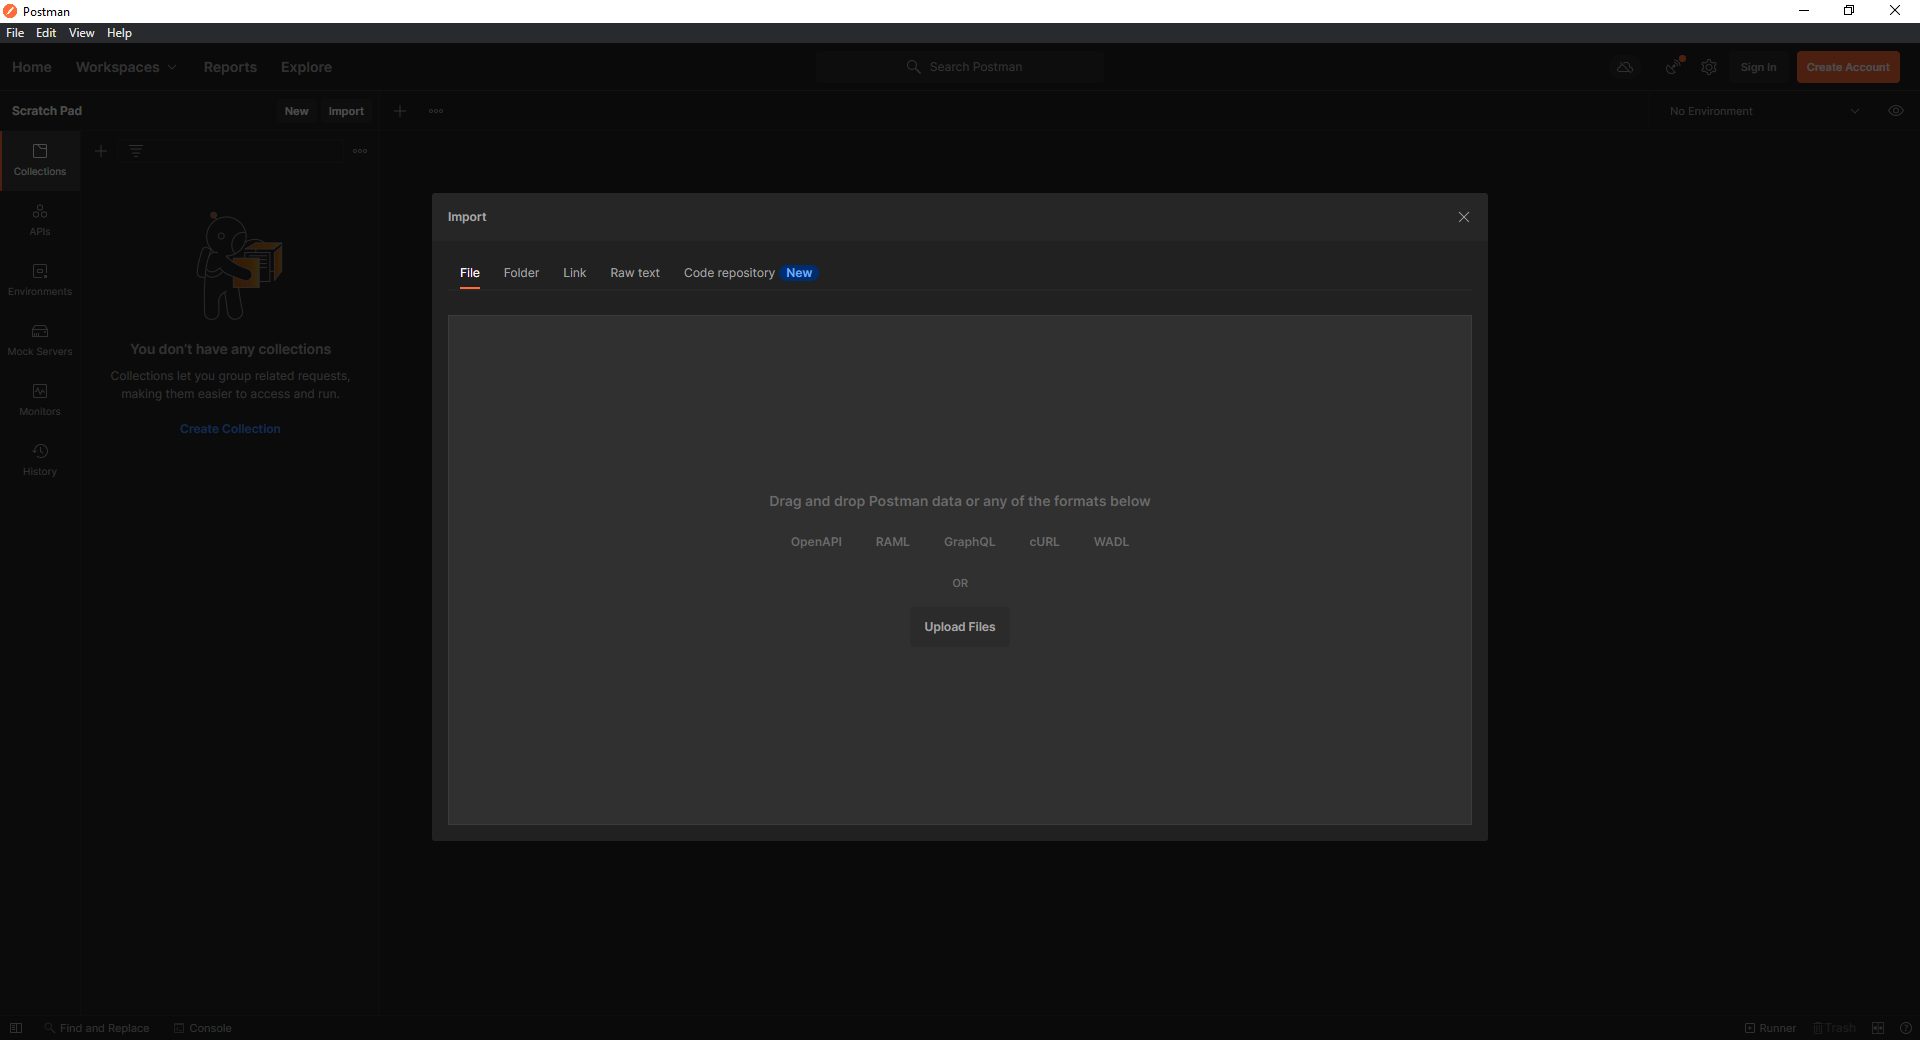 Postman
File Edit View Help
Home Workspaces Reports Explore Search Postman Sign In Create Account
Scratch Pad New Import No Environment
Collections
APIs
Environments
Mock Servers
Monitors
History
You don't have any collections
Collections let you group related requests,
making them easier to access and run.
Create Collection
Import
File Folder Link Raw text Code repository New
Drag and drop Postman data or any of the formats below
OpenAPI RAML GraphQL cURL WADL
OR
Upload Files
Find and Replace Console Runner Trash